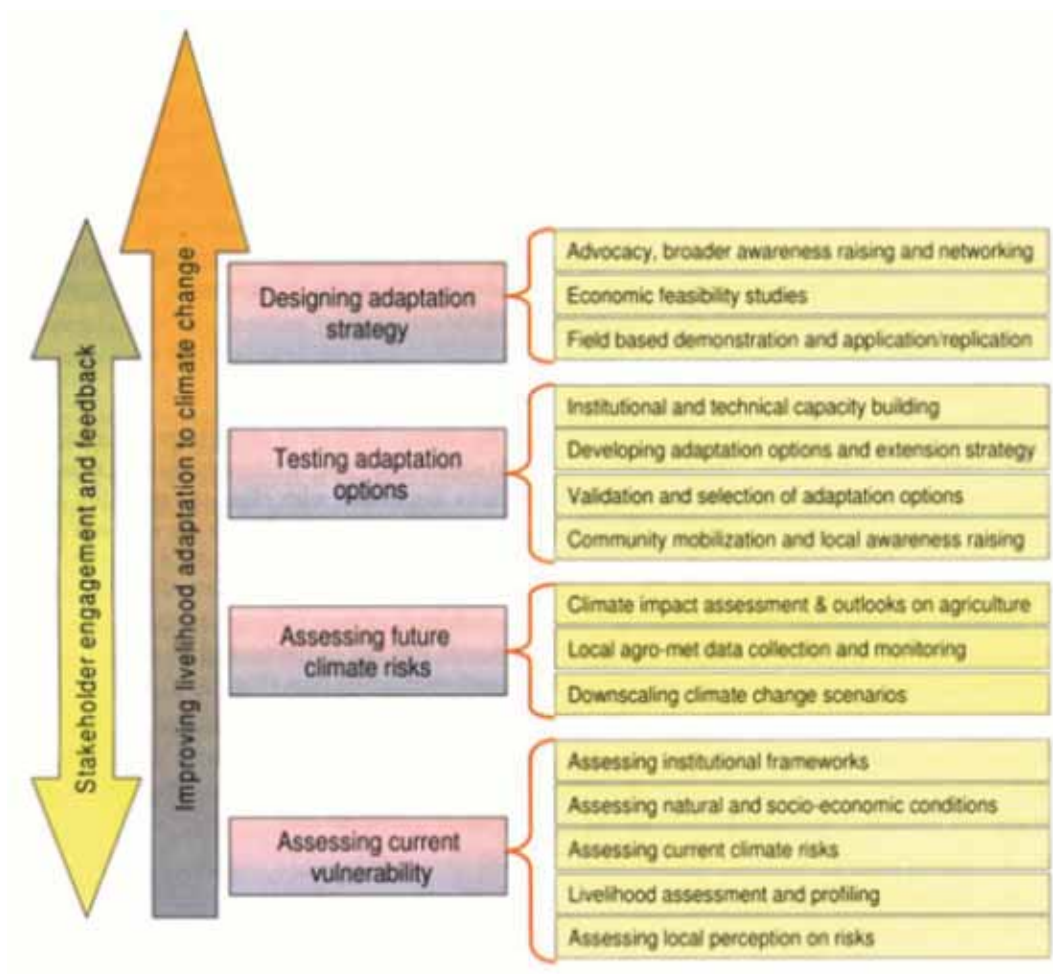 Stakeholder engagement and feedback
Improving livelihood adaptation to climate change
Designing adaptation
strategy
Advocacy, broader awareness raising and networking
Economic feasibility studies
Field based demonstration and application/replication
Testing adaptation
options
Institutional and technical capacity building
Developing adaptation options and extension strategy
Validation and selection of adaptation options
Community mobilization and local awareness raising
Assessing future
climate risks
Climate impact assessment & outlooks on agriculture
Local agro-met data collection and monitoring
Downscaling climate change scenarios
Assessing current
vulnerability
Assessing institutional frameworks
Assessing natural and socio-economic conditions
Assessing current climate risks
Livelihood assessment and profiling
Assessing local perception on risks